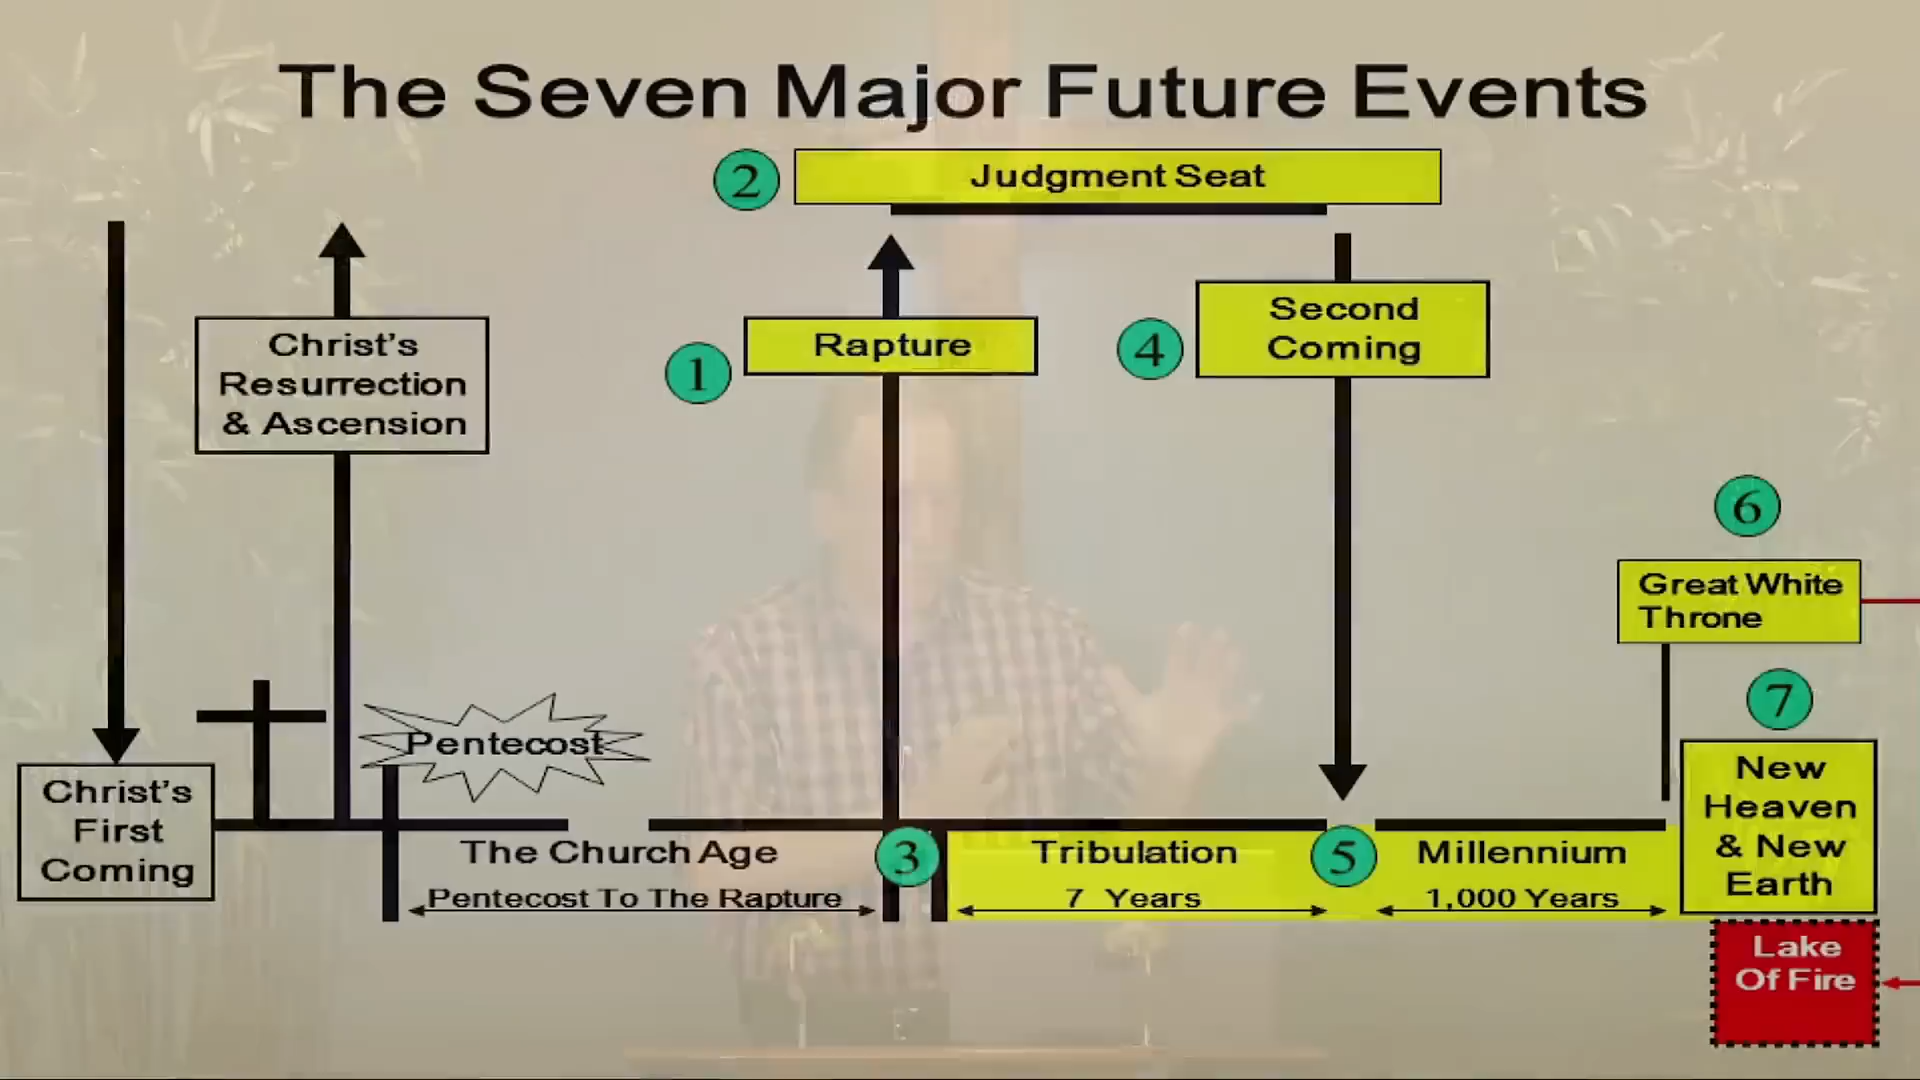 The Seven Major Future Events
2
Judgment Seat
Christ's
Resurrection
& Ascension
1
Rapture
4
Second
Coming
6
Great White
Throne
7
Pentecost
Christ's
First
Coming
New
Heaven
& New
Earth
The Church Age
Pentecost To The Rapture
3
Tribulation
7 Years
5
Millennium
1,000 Years
Lake
Of Fire